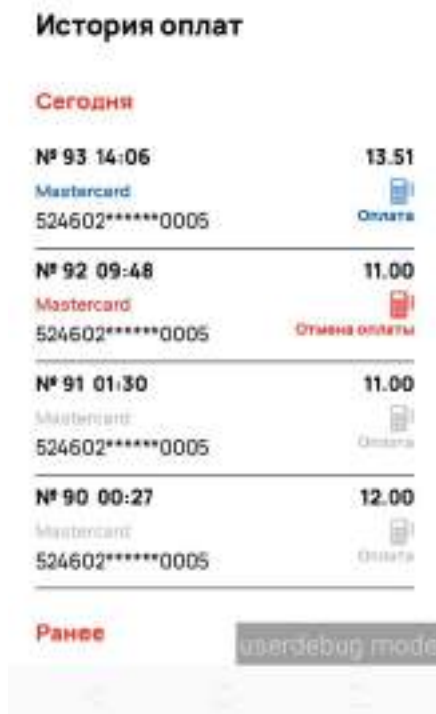 История оплат
Сегодня
№ 93 14:06 13.51
Mastercard
524602******0005 Оплата
№ 92 09:48 11.00
Mastercard
524602******0005 Отмена оплаты
№ 91 01:30 11.00
Mastercard
524602******0005 Оплата
№ 90 00:27 12.00
Mastercard
524602******0005 Оплата
Ранее
userdebug mode